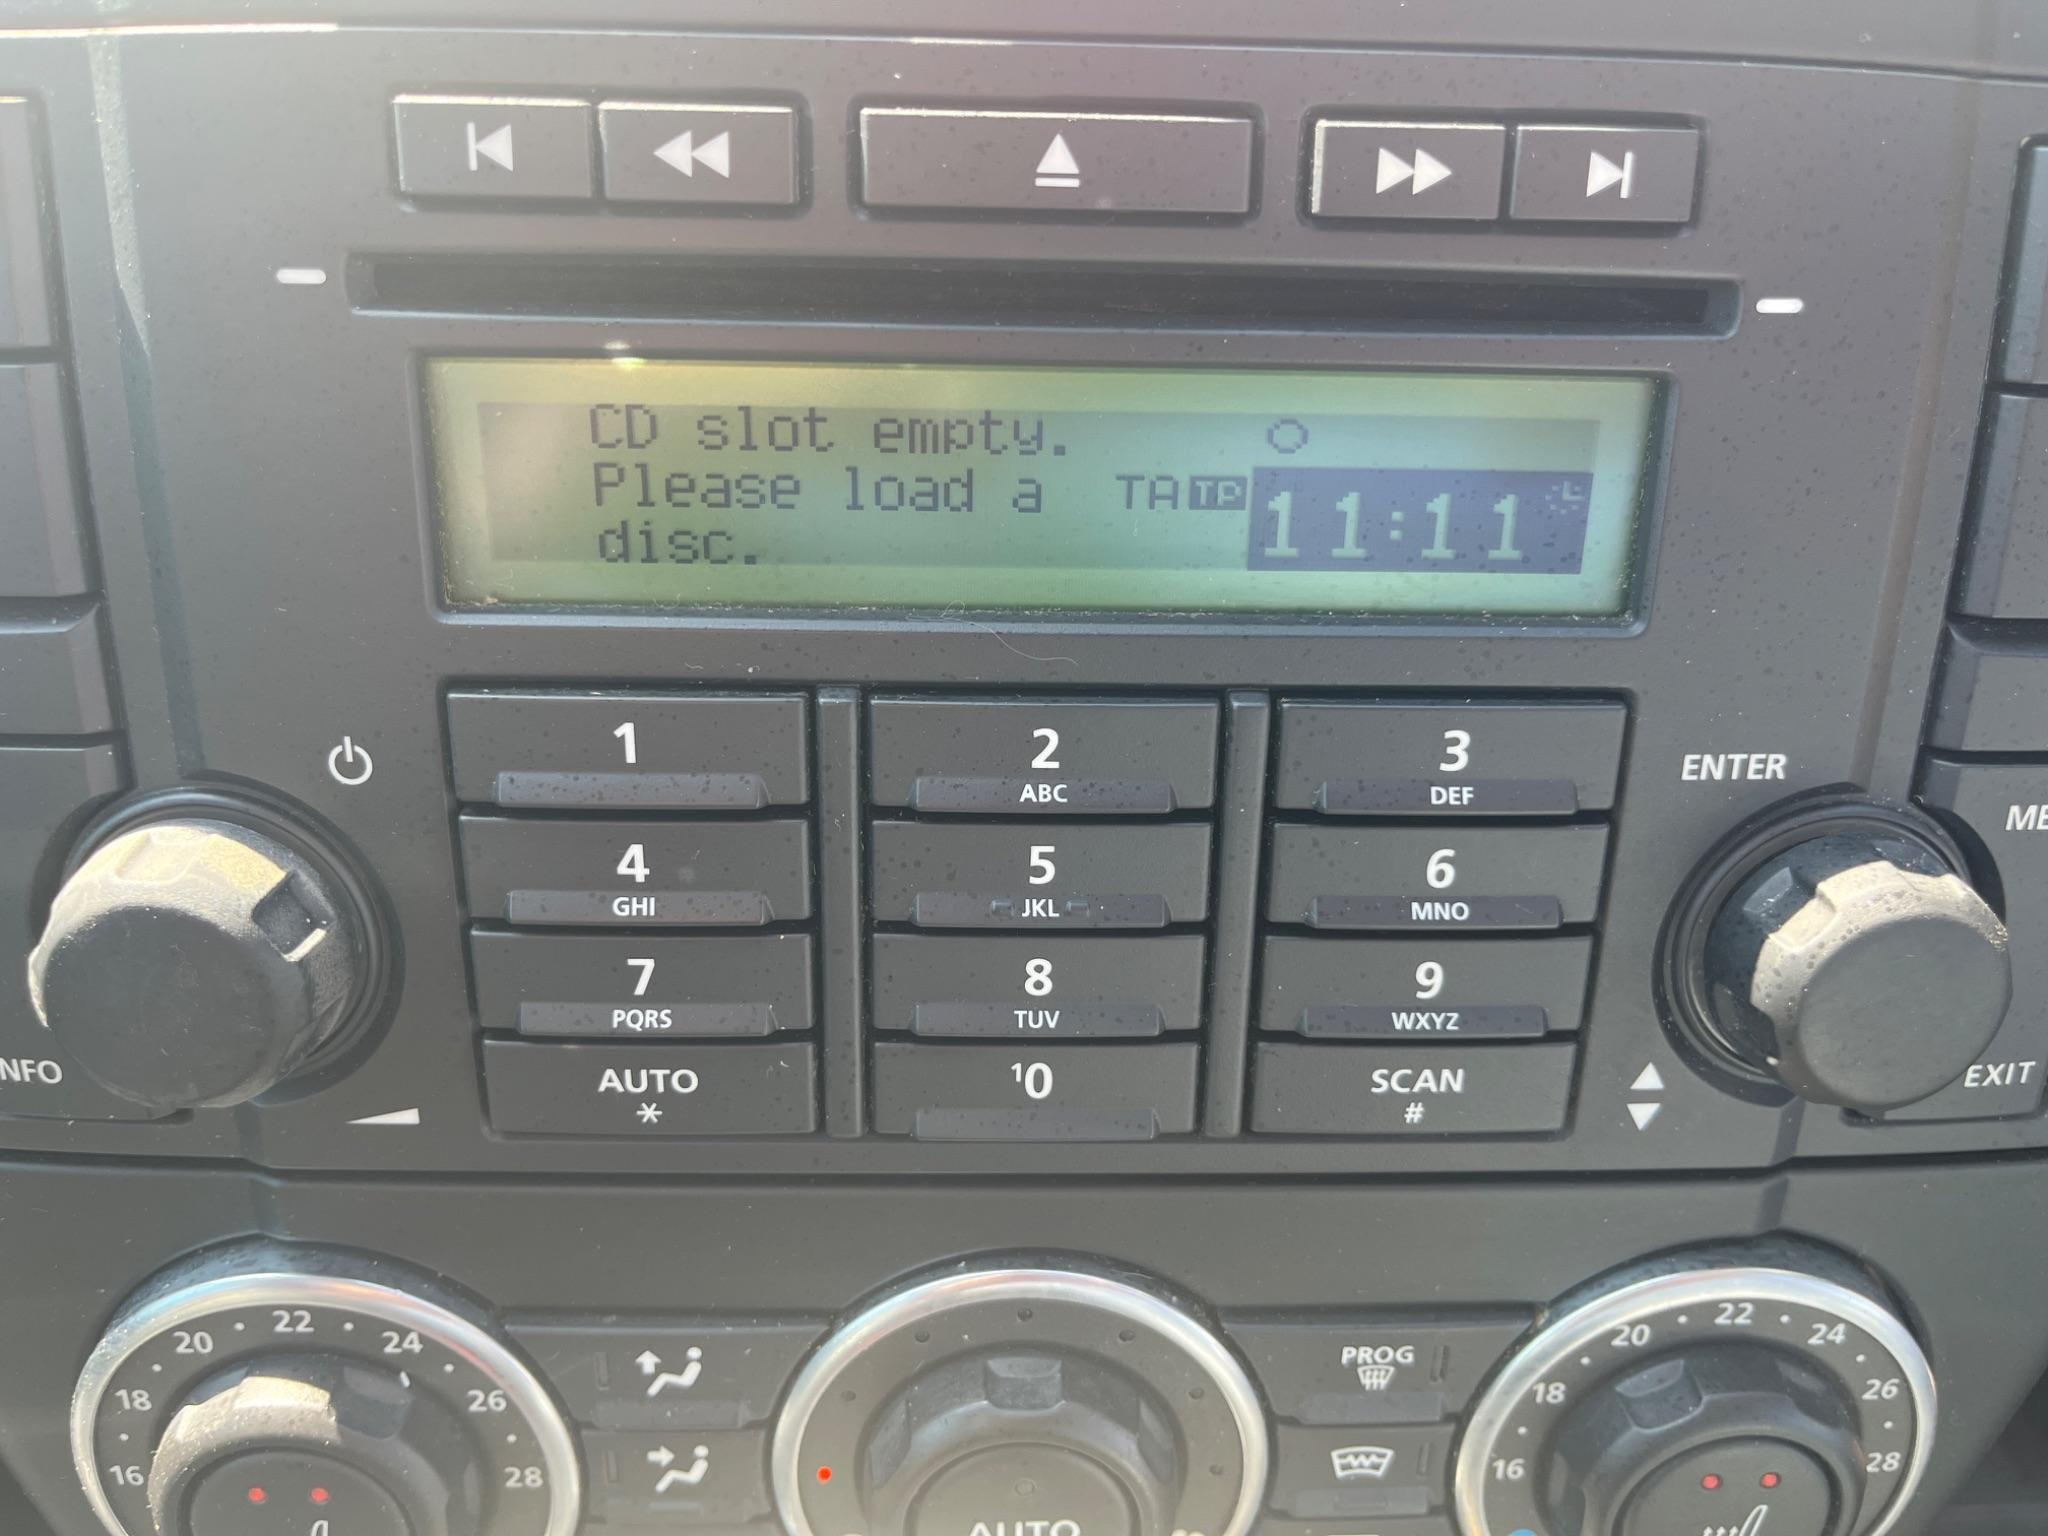 CD slot empty.
Please load a TA TP 11:11
disc.
1 2 3
ABC DEF
ENTER
4 5 6
GHI JKL MNO
7 8 9
PQRS TUV WXYZ
AUTO 10 SCAN
* #
EXIT
20 22 24
18 26
16 28
PROG
20 22 24
18 26
16 28
AUTO